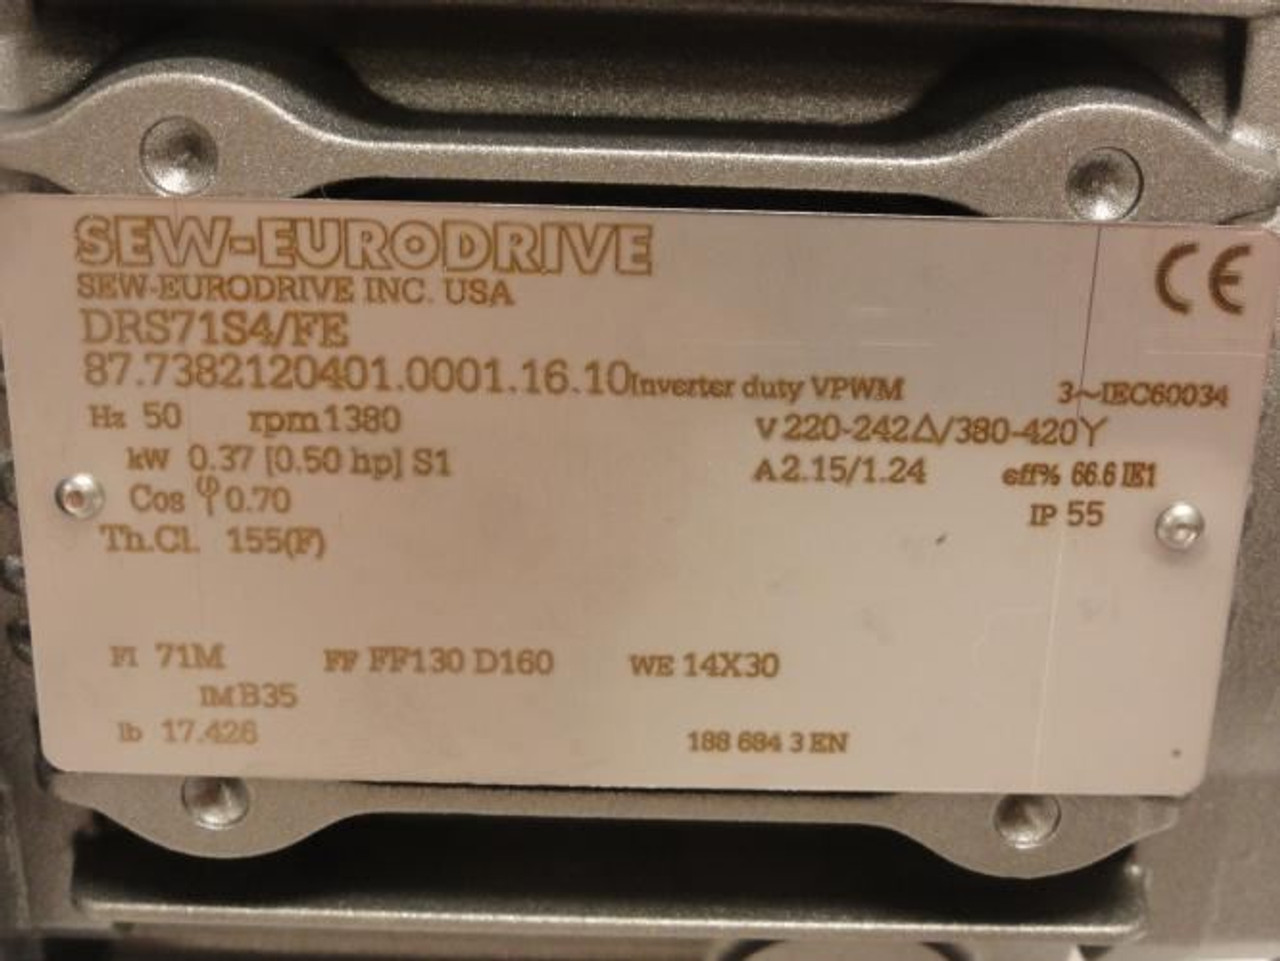 SEW-EURODRIVE
CE
SEW-EURODRIVE INC. USA
DRS71S4/FE
87.7382120401.0001.16.10 Inverter duty VPWM 3~IEC60034
Hz 50 rpm 1380 V 220-242Δ/380-420Y
kW 0.37 [0.50 hp] S1 A 2.15/1.24 eff% 66.6 IE1
Cos φ 0.70 IP 55
Th.Cl. 155(F)
FI 71M FF FF130 D160 WE 14X30
IM B35
lb 17.426 188 684 3 EN